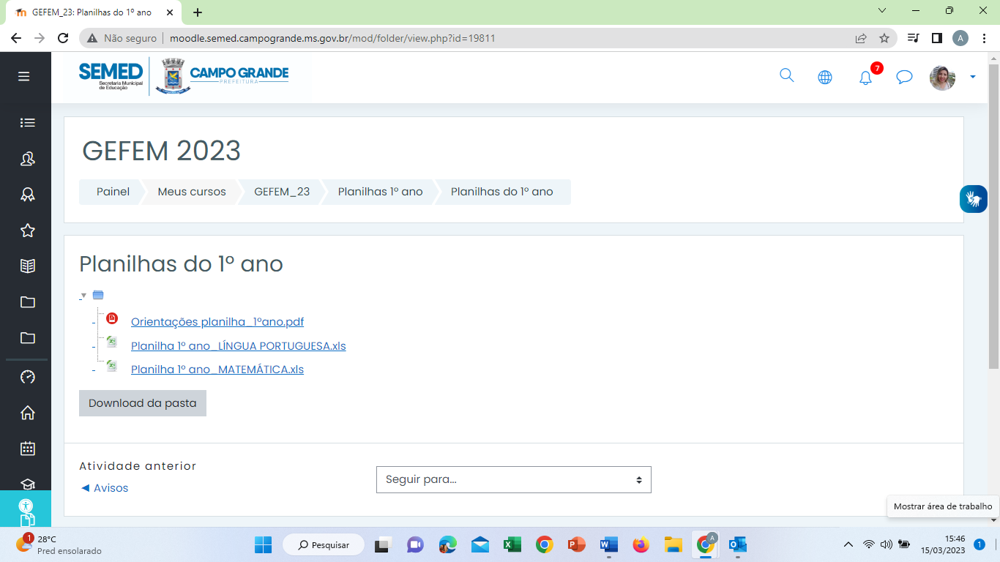 GEFEM_23: Planilhas do 1º ano
Não seguro
moodle.semed.campogrande.ms.gov.br/mod/folder/view.php?id=19811
A
SEMED
Secretaria Municipal
de Educação
CAMPO GRANDE
PREFEITURA
7
GEFEM 2023
Painel
Meus cursos
GEFEM_23
Planilhas 1º ano
Planilhas do 1º ano
Planilhas do 1º ano
Orientações planilha_1ºano.pdf
Planilha 1º ano_LÍNGUA PORTUGUESA.xls
Planilha 1º ano_MATEMÁTICA.xls
Download da pasta
Atividade anterior
◄ Avisos
Seguir para...
Mostrar área de trabalho
1
28°C
Pred ensolarado
Pesquisar
A
15:46
15/03/2023
1